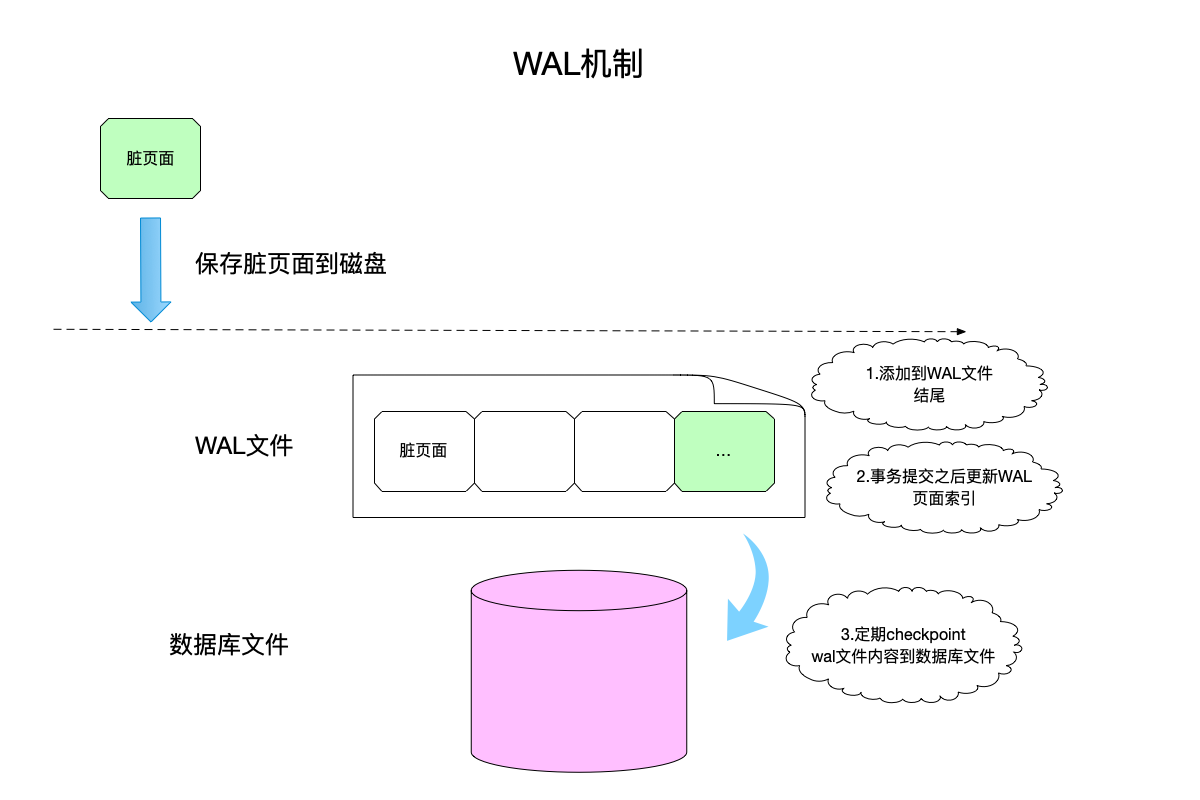 WAL机制
脏页面
保存脏页面到磁盘
1.添加到WAL文件
结尾
WAL文件
脏页面
...
2.事务提交之后更新WAL
页面索引
数据库文件
3.定期checkpoint
wal文件内容到数据库文件